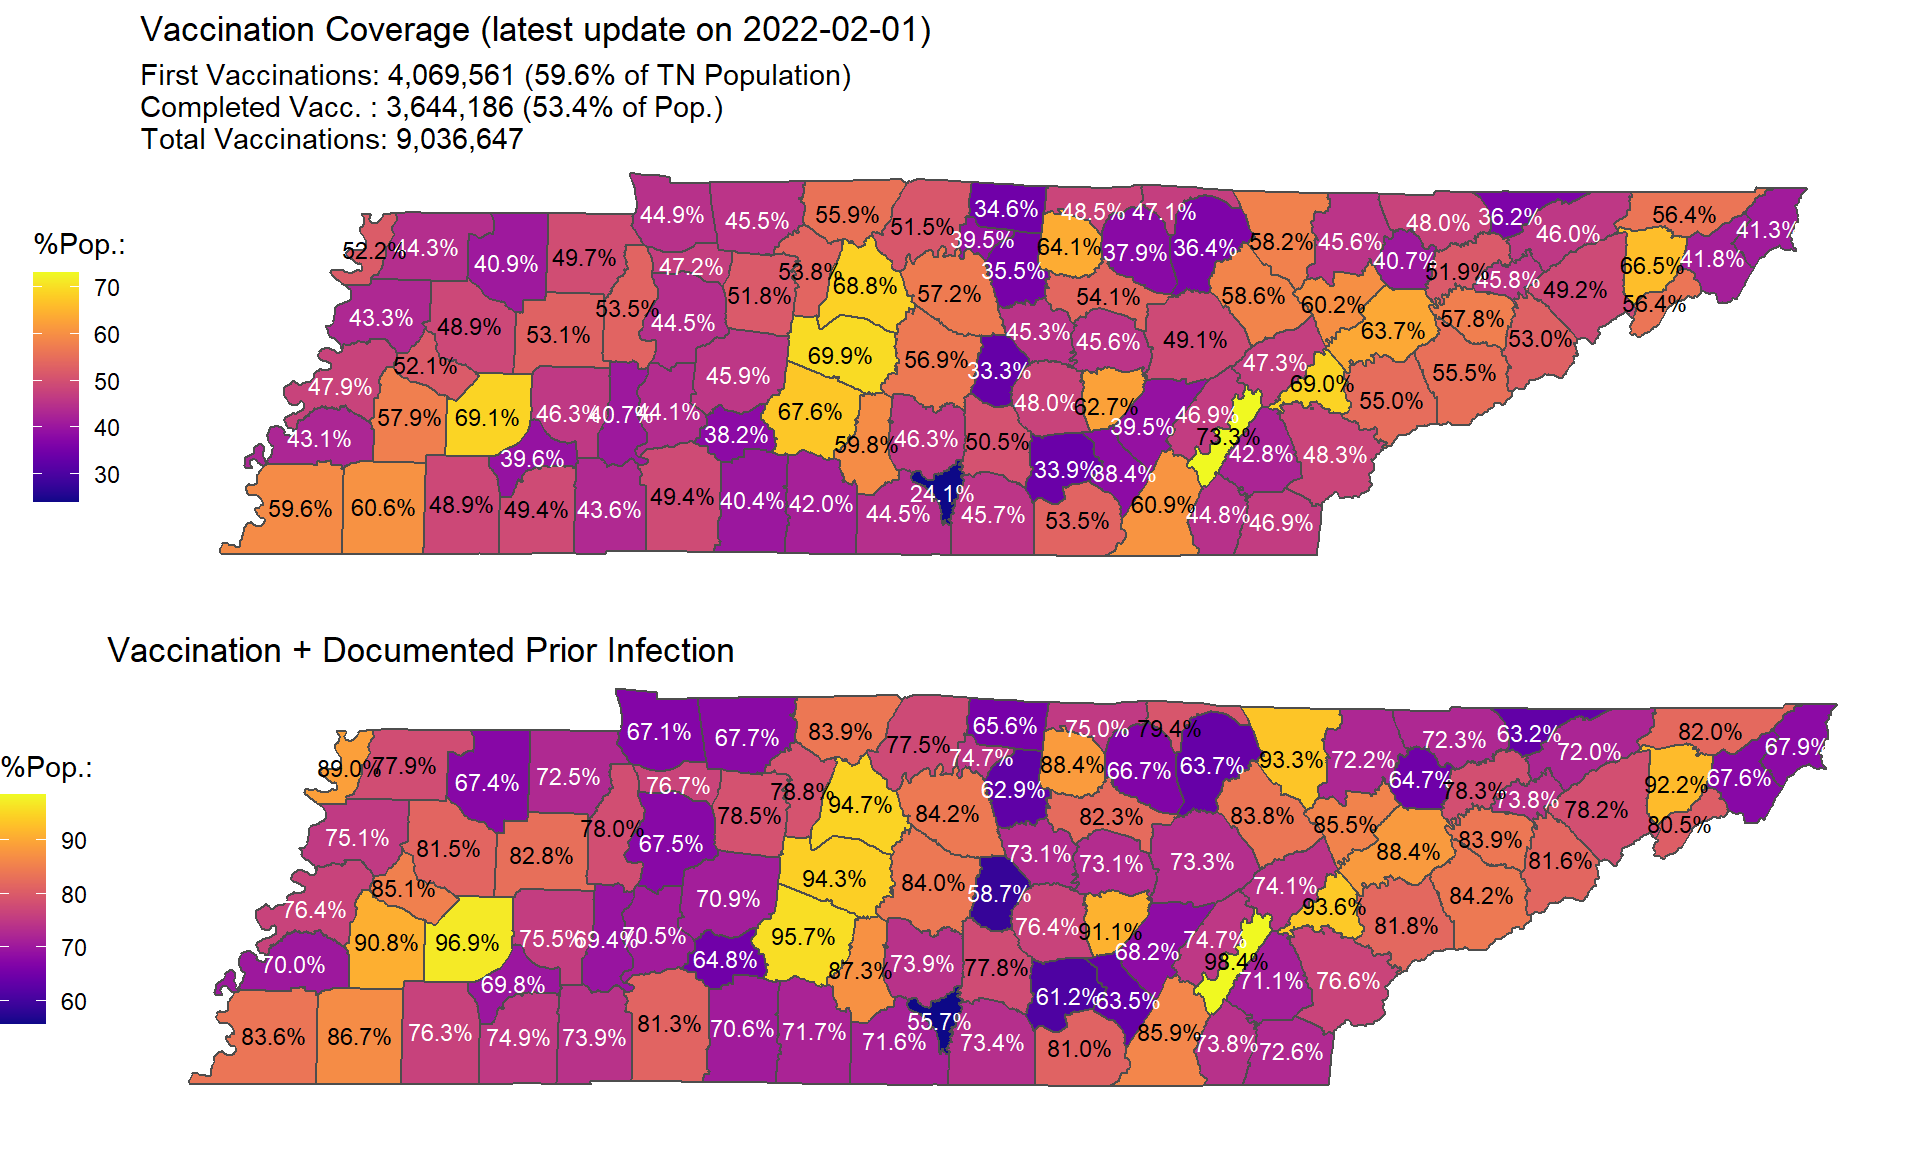 Vaccination Coverage (latest update on 2022-02-01)
First Vaccinations: 4,069,561 (59.6% of TN Population)
Completed Vacc. : 3,644,186 (53.4% of Pop.)
Total Vaccinations: 9,036,647
%Pop.:
70
60
50
40
30
44.9% 45.5% 55.9% 51.5% 34.6% 48.5% 47.1% 48.0% 36.2% 56.4% 41.3%
52.2% 44.3% 40.9% 49.7% 47.2% 53.8% 39.5% 64.1% 37.9% 36.4% 58.2% 45.6% 40.7% 46.0% 66.5% 41.8%
43.3% 48.9% 53.1% 53.5% 44.5% 51.8% 68.8% 57.2% 35.5% 54.1% 58.6% 60.2% 51.9% 45.8% 49.2% 56.4%
47.9% 52.1% 45.9% 69.9% 56.9% 33.3% 45.3% 45.6% 49.1% 47.3% 63.7% 57.8% 53.0%
43.1% 57.9% 69.1% 46.3% 40.7% 44.1% 38.2% 67.6% 59.8% 46.3% 50.5% 48.0% 62.7% 39.5% 46.9% 73.3% 69.0% 55.0% 55.5%
39.6% 24.1% 33.9% 38.4% 42.8% 48.3%
59.6% 60.6% 48.9% 49.4% 43.6% 49.4% 40.4% 42.0% 44.5% 45.7% 53.5% 60.9% 44.8% 46.9%
Vaccination + Documented Prior Infection
%Pop.:
90
80
70
60
67.1% 67.7% 83.9% 77.5% 65.6% 75.0% 79.4% 72.3% 63.2% 82.0% 67.9%
89.0% 77.9% 67.4% 72.5% 76.7% 78.8% 74.7% 88.4% 66.7% 63.7% 93.3% 72.2% 64.7% 72.0% 92.2% 67.6%
75.1% 81.5% 82.8% 78.0% 67.5% 78.5% 94.7% 84.2% 62.9% 82.3% 83.8% 85.5% 78.3% 73.8% 78.2% 80.5%
76.4% 85.1% 70.9% 94.3% 84.0% 58.7% 73.1% 73.1% 73.3% 74.1% 88.4% 83.9% 81.6%
70.0% 90.8% 96.9% 75.5% 69.4% 70.5% 64.8% 95.7% 87.3% 73.9% 77.8% 76.4% 91.1% 68.2% 74.7% 98.4% 93.6% 81.8% 84.2%
69.8% 55.7% 61.2% 63.5% 71.1% 76.6%
83.6% 86.7% 76.3% 74.9% 73.9% 81.3% 70.6% 71.7% 71.6% 73.4% 81.0% 85.9% 73.8% 72.6%